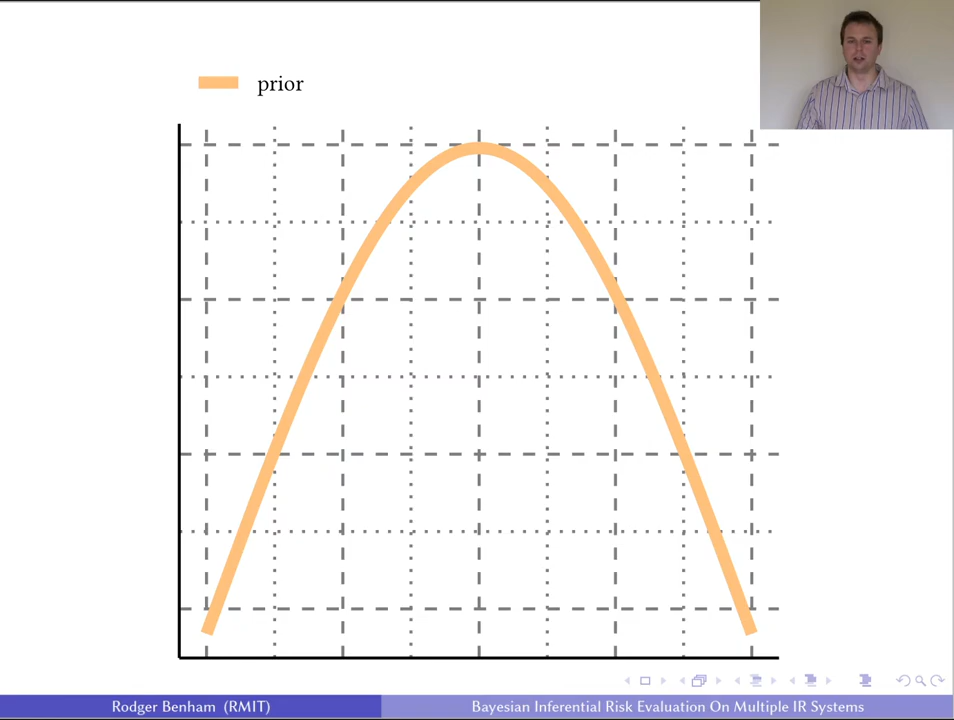 prior
Rodger Benham (RMIT)
Bayesian Inferential Risk Evaluation On Multiple IR Systems